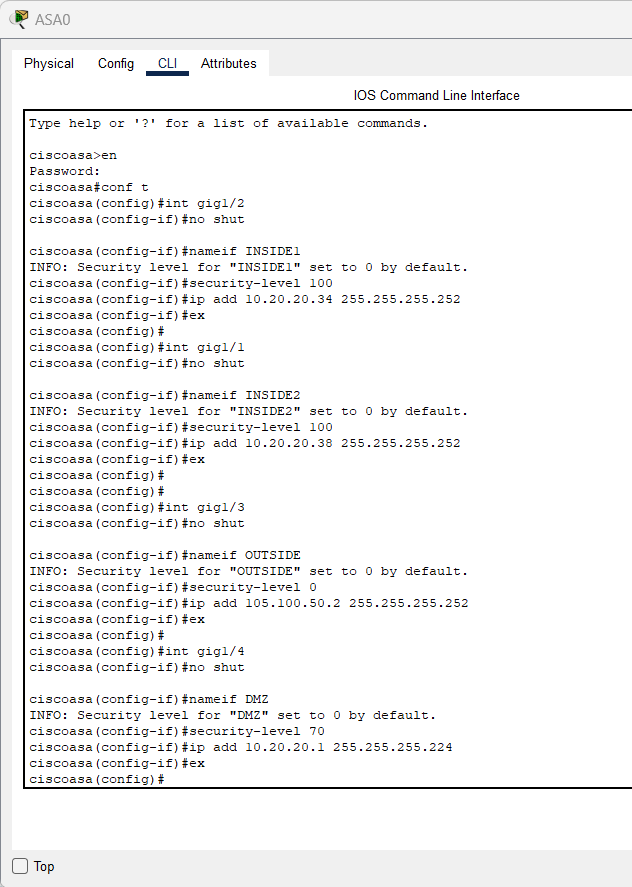 ASA0
Physical Config CLI Attributes
IOS Command Line Interface
Type help or '?' for a list of available commands.
ciscoasa>en
Password:
ciscoasa#conf t
ciscoasa(config)#int gig1/2
ciscoasa(config-if)#no shut
ciscoasa(config-if)#nameif INSIDE1
INFO: Security level for "INSIDE1" set to 0 by default.
ciscoasa(config-if)#security-level 100
ciscoasa(config-if)#ip add 10.20.20.34 255.255.255.252
ciscoasa(config-if)#ex
ciscoasa(config)#
ciscoasa(config)#int gig1/1
ciscoasa(config-if)#no shut
ciscoasa(config-if)#nameif INSIDE2
INFO: Security level for "INSIDE2" set to 0 by default.
ciscoasa(config-if)#security-level 100
ciscoasa(config-if)#ip add 10.20.20.38 255.255.255.252
ciscoasa(config-if)#ex
ciscoasa(config)#
ciscoasa(config)#
ciscoasa(config)#int gig1/3
ciscoasa(config-if)#no shut
ciscoasa(config-if)#nameif OUTSIDE
INFO: Security level for "OUTSIDE" set to 0 by default.
ciscoasa(config-if)#security-level 0
ciscoasa(config-if)#ip add 105.100.50.2 255.255.255.252
ciscoasa(config-if)#ex
ciscoasa(config)#
ciscoasa(config)#int gig1/4
ciscoasa(config-if)#no shut
ciscoasa(config-if)#nameif DMZ
INFO: Security level for "DMZ" set to 0 by default.
ciscoasa(config-if)#security-level 70
ciscoasa(config-if)#ip add 10.20.20.1 255.255.255.224
ciscoasa(config-if)#ex
ciscoasa(config)#
Top